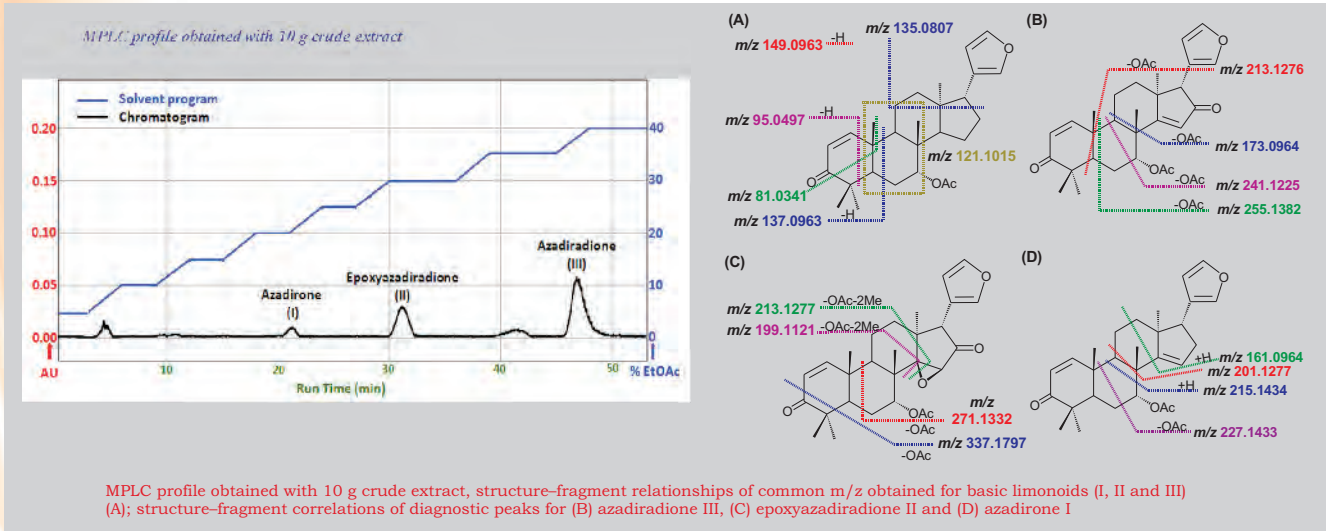 MPLC profile obtained with 10 g crude extract
Solvent program
Chromatogram
0.20
0.15
0.10
0.05
0.00
AU
40
30
20
10
0
% EtOAc
10
20
30
40
50
Run Time (min)
Azadirone
(I)
Epoxyazadiradione
(II)
Azadiradione
(III)
(A)
m/z 149.0963
-H
m/z 135.0807
m/z 95.0497
-H
m/z 121.1015
m/z 81.0341
m/z 137.0963
-H
O
O
OAc
(B)
-OAc
m/z 213.1276
O
O
O
OAc
-OAc
m/z 173.0964
-OAc
m/z 241.1225
-OAc
m/z 255.1382
(C)
m/z 213.1277
-OAc-2Me
m/z 199.1121
-OAc-2Me
O
O
O
O
OAc
-OAc
m/z
271.1332
m/z 337.1797
-OAc
(D)
O
O
OAc
+H
m/z 161.0964
m/z 201.1277
+H
m/z 215.1434
-OAc
m/z 227.1433
MPLC profile obtained with 10 g crude extract, structure–fragment relationships of common m/z obtained for basic limonoids (I, II and III)
(A); structure–fragment correlations of diagnostic peaks for (B) azadiradione III, (C) epoxyazadiradione II and (D) azadirone I